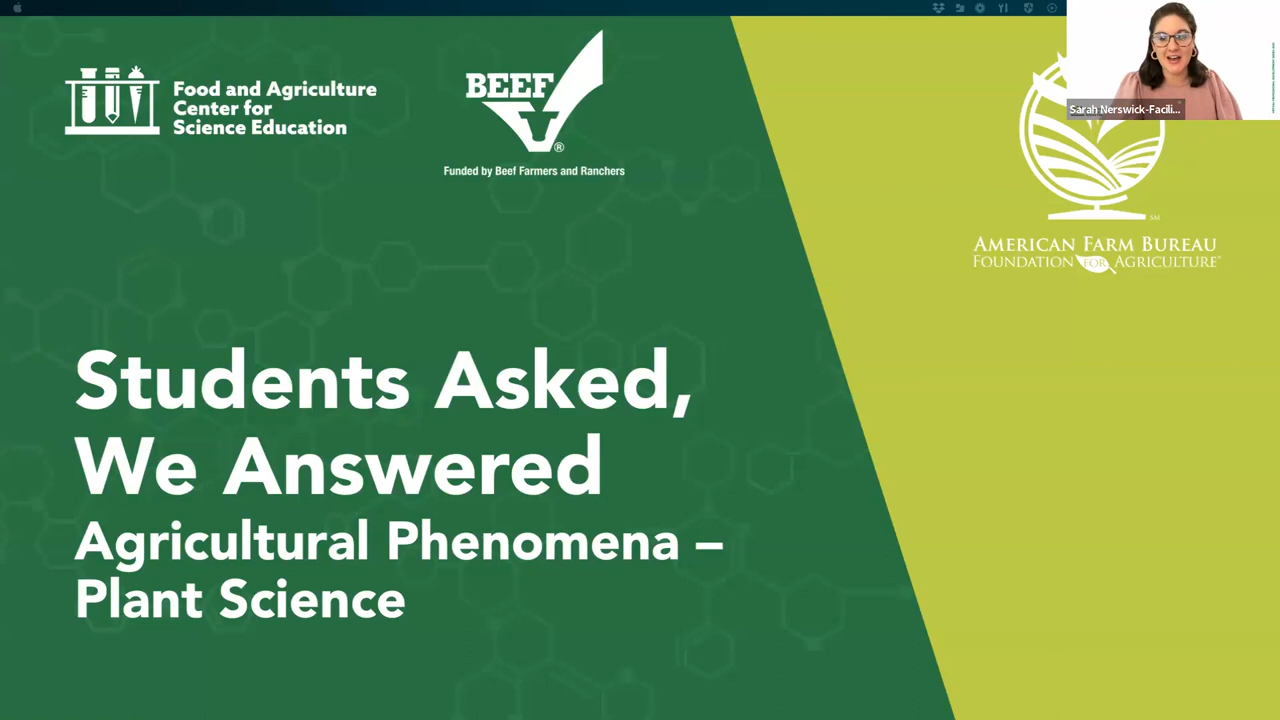 Food and Agriculture
Center for
Science Education
BEEF
®
Funded by Beef Farmers and Ranchers
Sarah Nerswick-Facili...
SM
AMERICAN FARM BUREAU
FOUNDATION FOR AGRICULTURE®
Students Asked,
We Answered
Agricultural Phenomena –
Plant Science